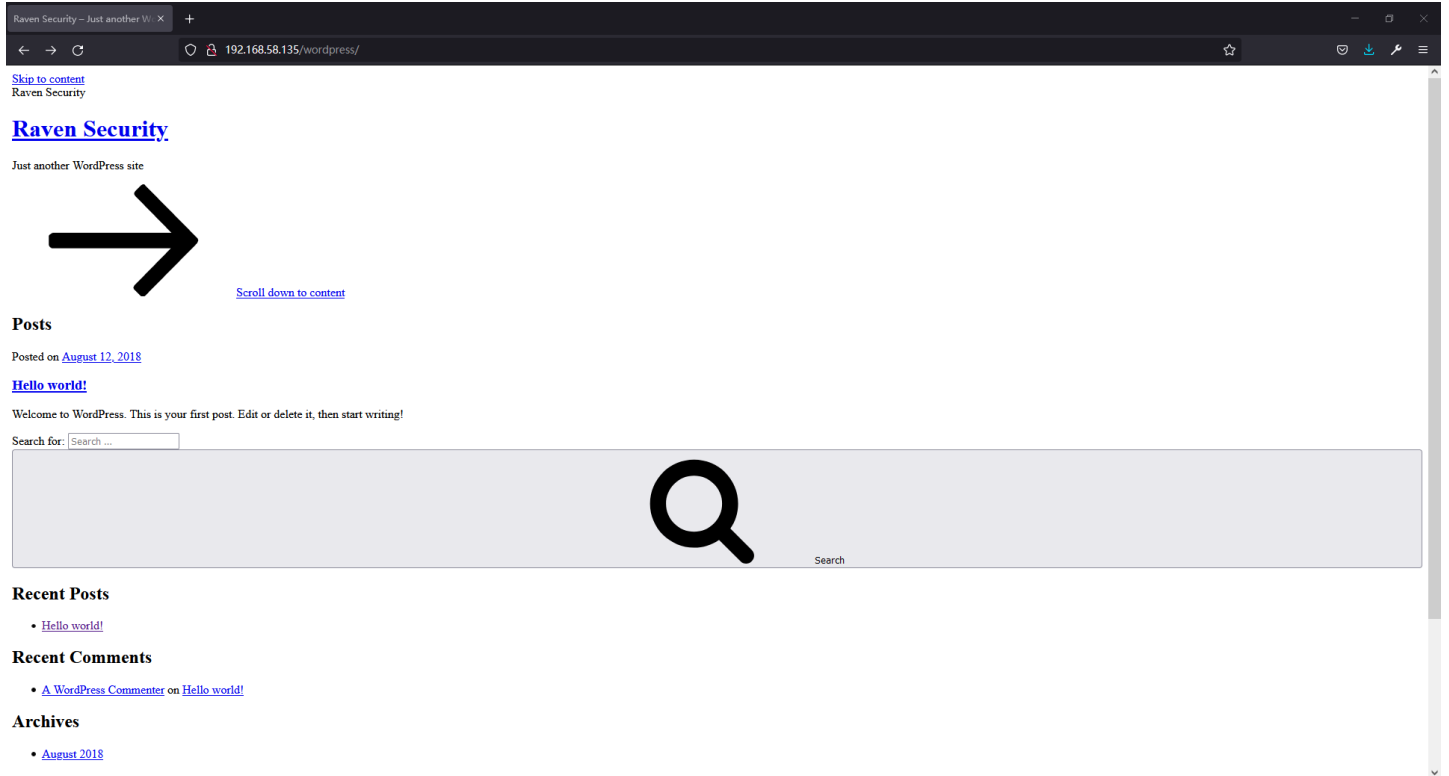 Raven Security – Just another W
192.168.58.135/wordpress/
Skip to content
Raven Security
Raven Security
Just another WordPress site
Scroll down to content
Posts
Posted on August 12, 2018
Hello world!
Welcome to WordPress. This is your first post. Edit or delete it, then start writing!
Search for: Search ...
Search
Recent Posts
Hello world!
Recent Comments
A WordPress Commenter on Hello world!
Archives
August 2018